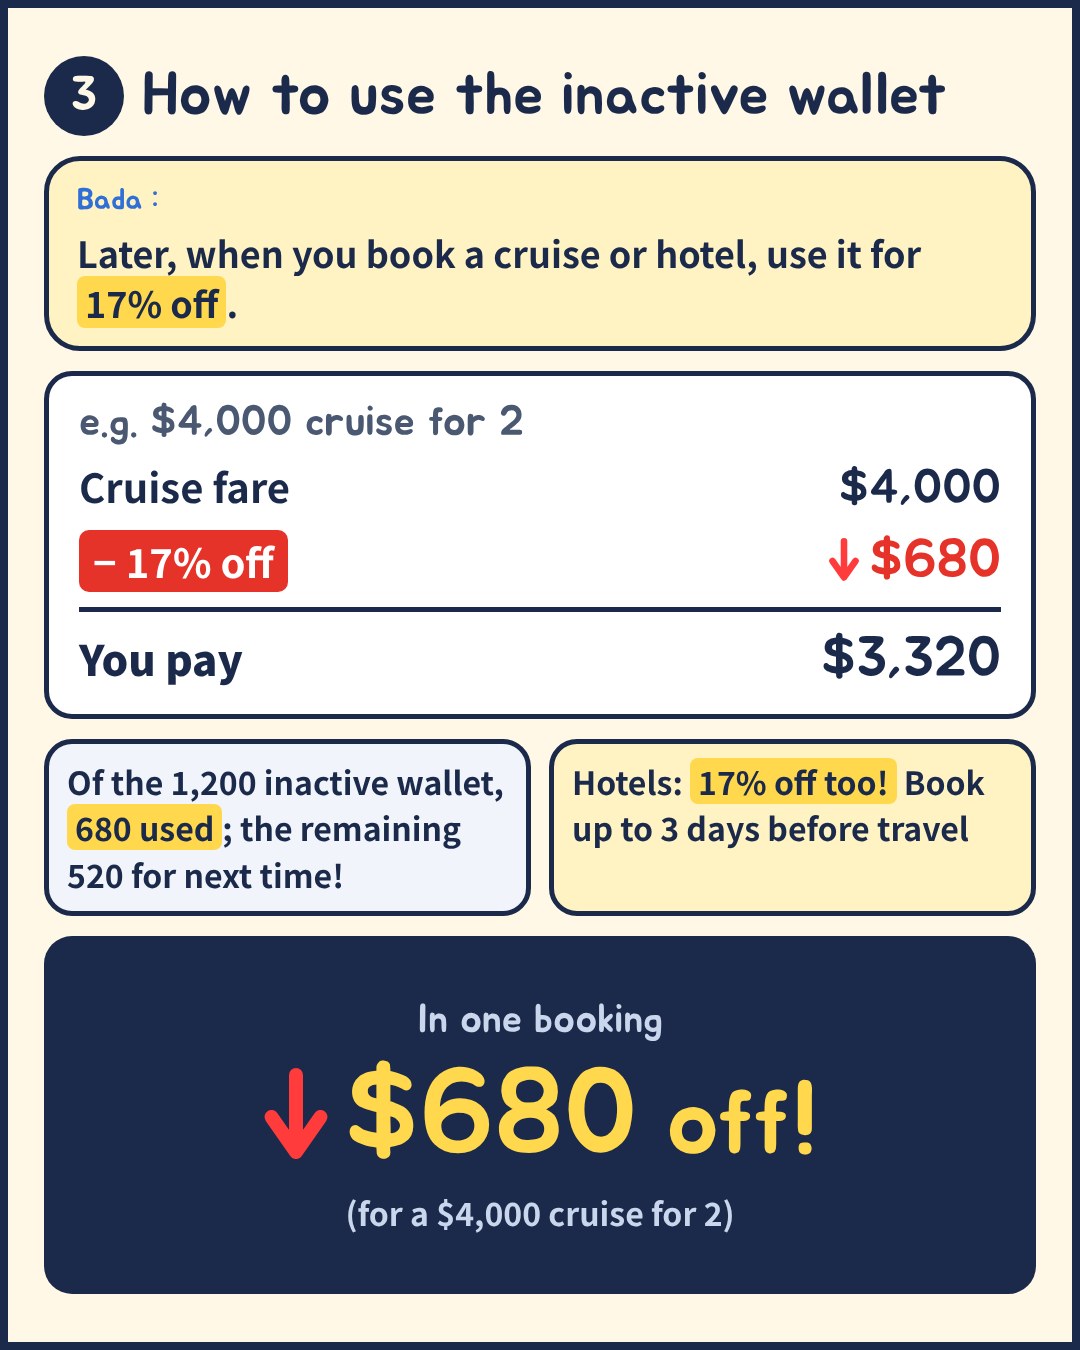 3 How to use the inactive wallet
Bada :
Later, when you book a cruise or hotel, use it for
17% off.
e.g. $4,000 cruise for 2
Cruise fare $4,000
− 17% off ↓ $680
You pay $3,320
Of the 1,200 inactive wallet,
680 used; the remaining
520 for next time!
Hotels: 17% off too! Book
up to 3 days before travel
In one booking
↓ $680 off!
(for a $4,000 cruise for 2)